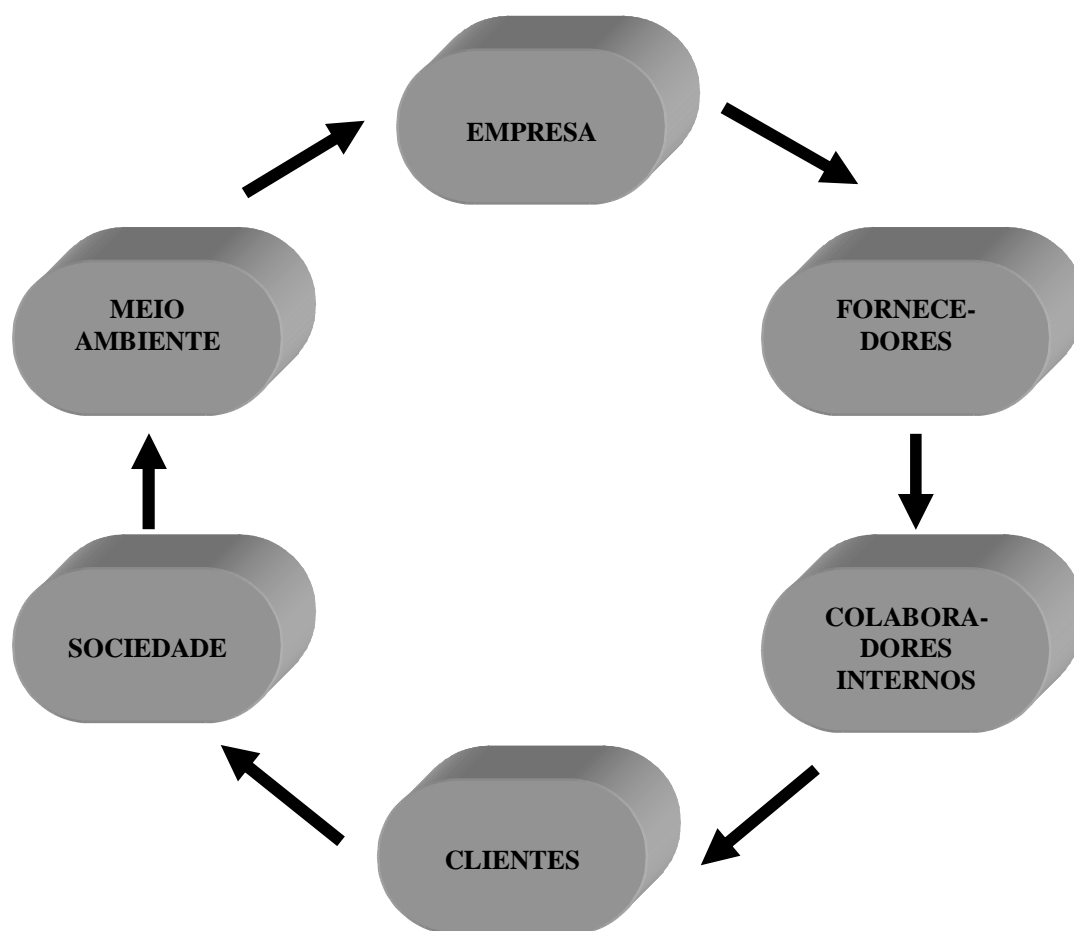 EMPRESA
MEIO
AMBIENTE
FORNECE-
DORES
SOCIEDADE
COLABORA-
DORES
INTERNOS
CLIENTES